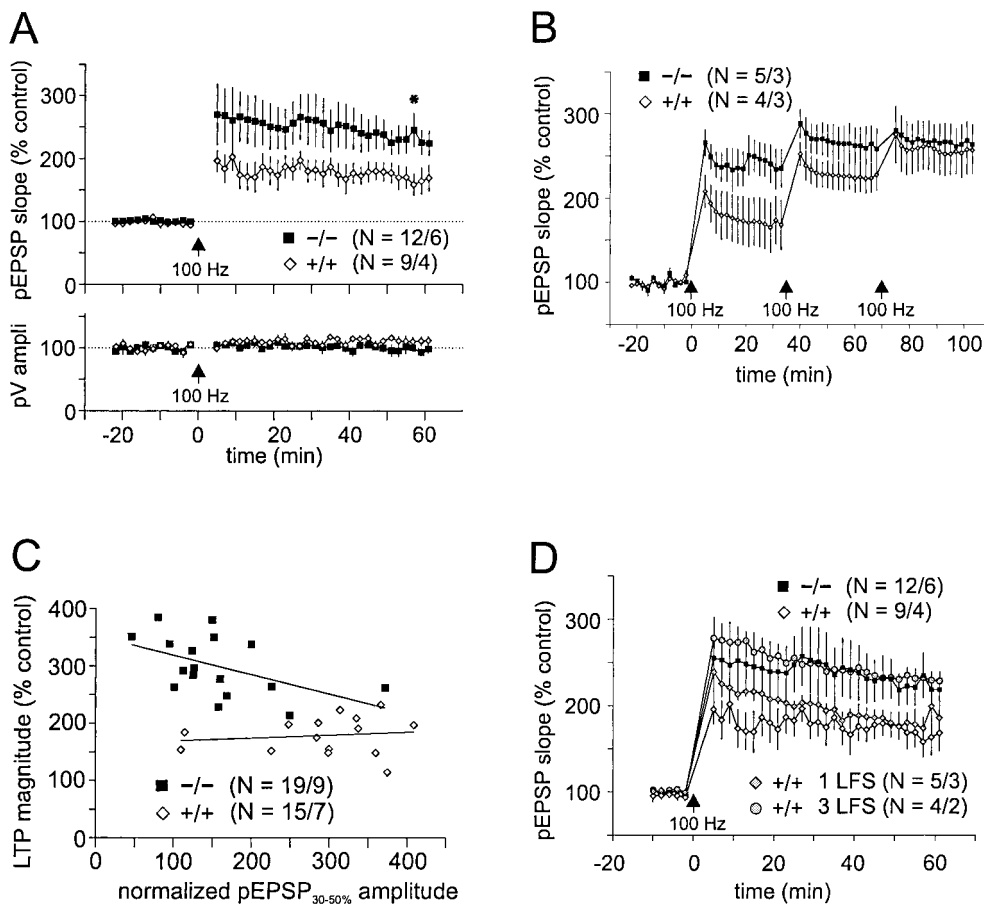 A
pEPSP slope (% control)
300
200
100
0
−/− (N = 12/6)
+/+ (N = 9/4)
100 Hz
*
pV ampli
100
0
100 Hz
-20 0 20 40 60
time (min)
B
pEPSP slope (% control)
300
200
100
−/− (N = 5/3)
+/+ (N = 4/3)
100 Hz 100 Hz 100 Hz
-20 0 20 40 60 80 100
time (min)
C
LTP magnitude (% control)
400
300
200
100
0
−/− (N = 19/9)
+/+ (N = 15/7)
0 100 200 300 400
normalized pEPSP30-50% amplitude
D
pEPSP slope (% control)
300
200
100
−/− (N = 12/6)
+/+ (N = 9/4)
+/+ 1 LFS (N = 5/3)
+/+ 3 LFS (N = 4/2)
100 Hz
-20 0 20 40 60
time (min)